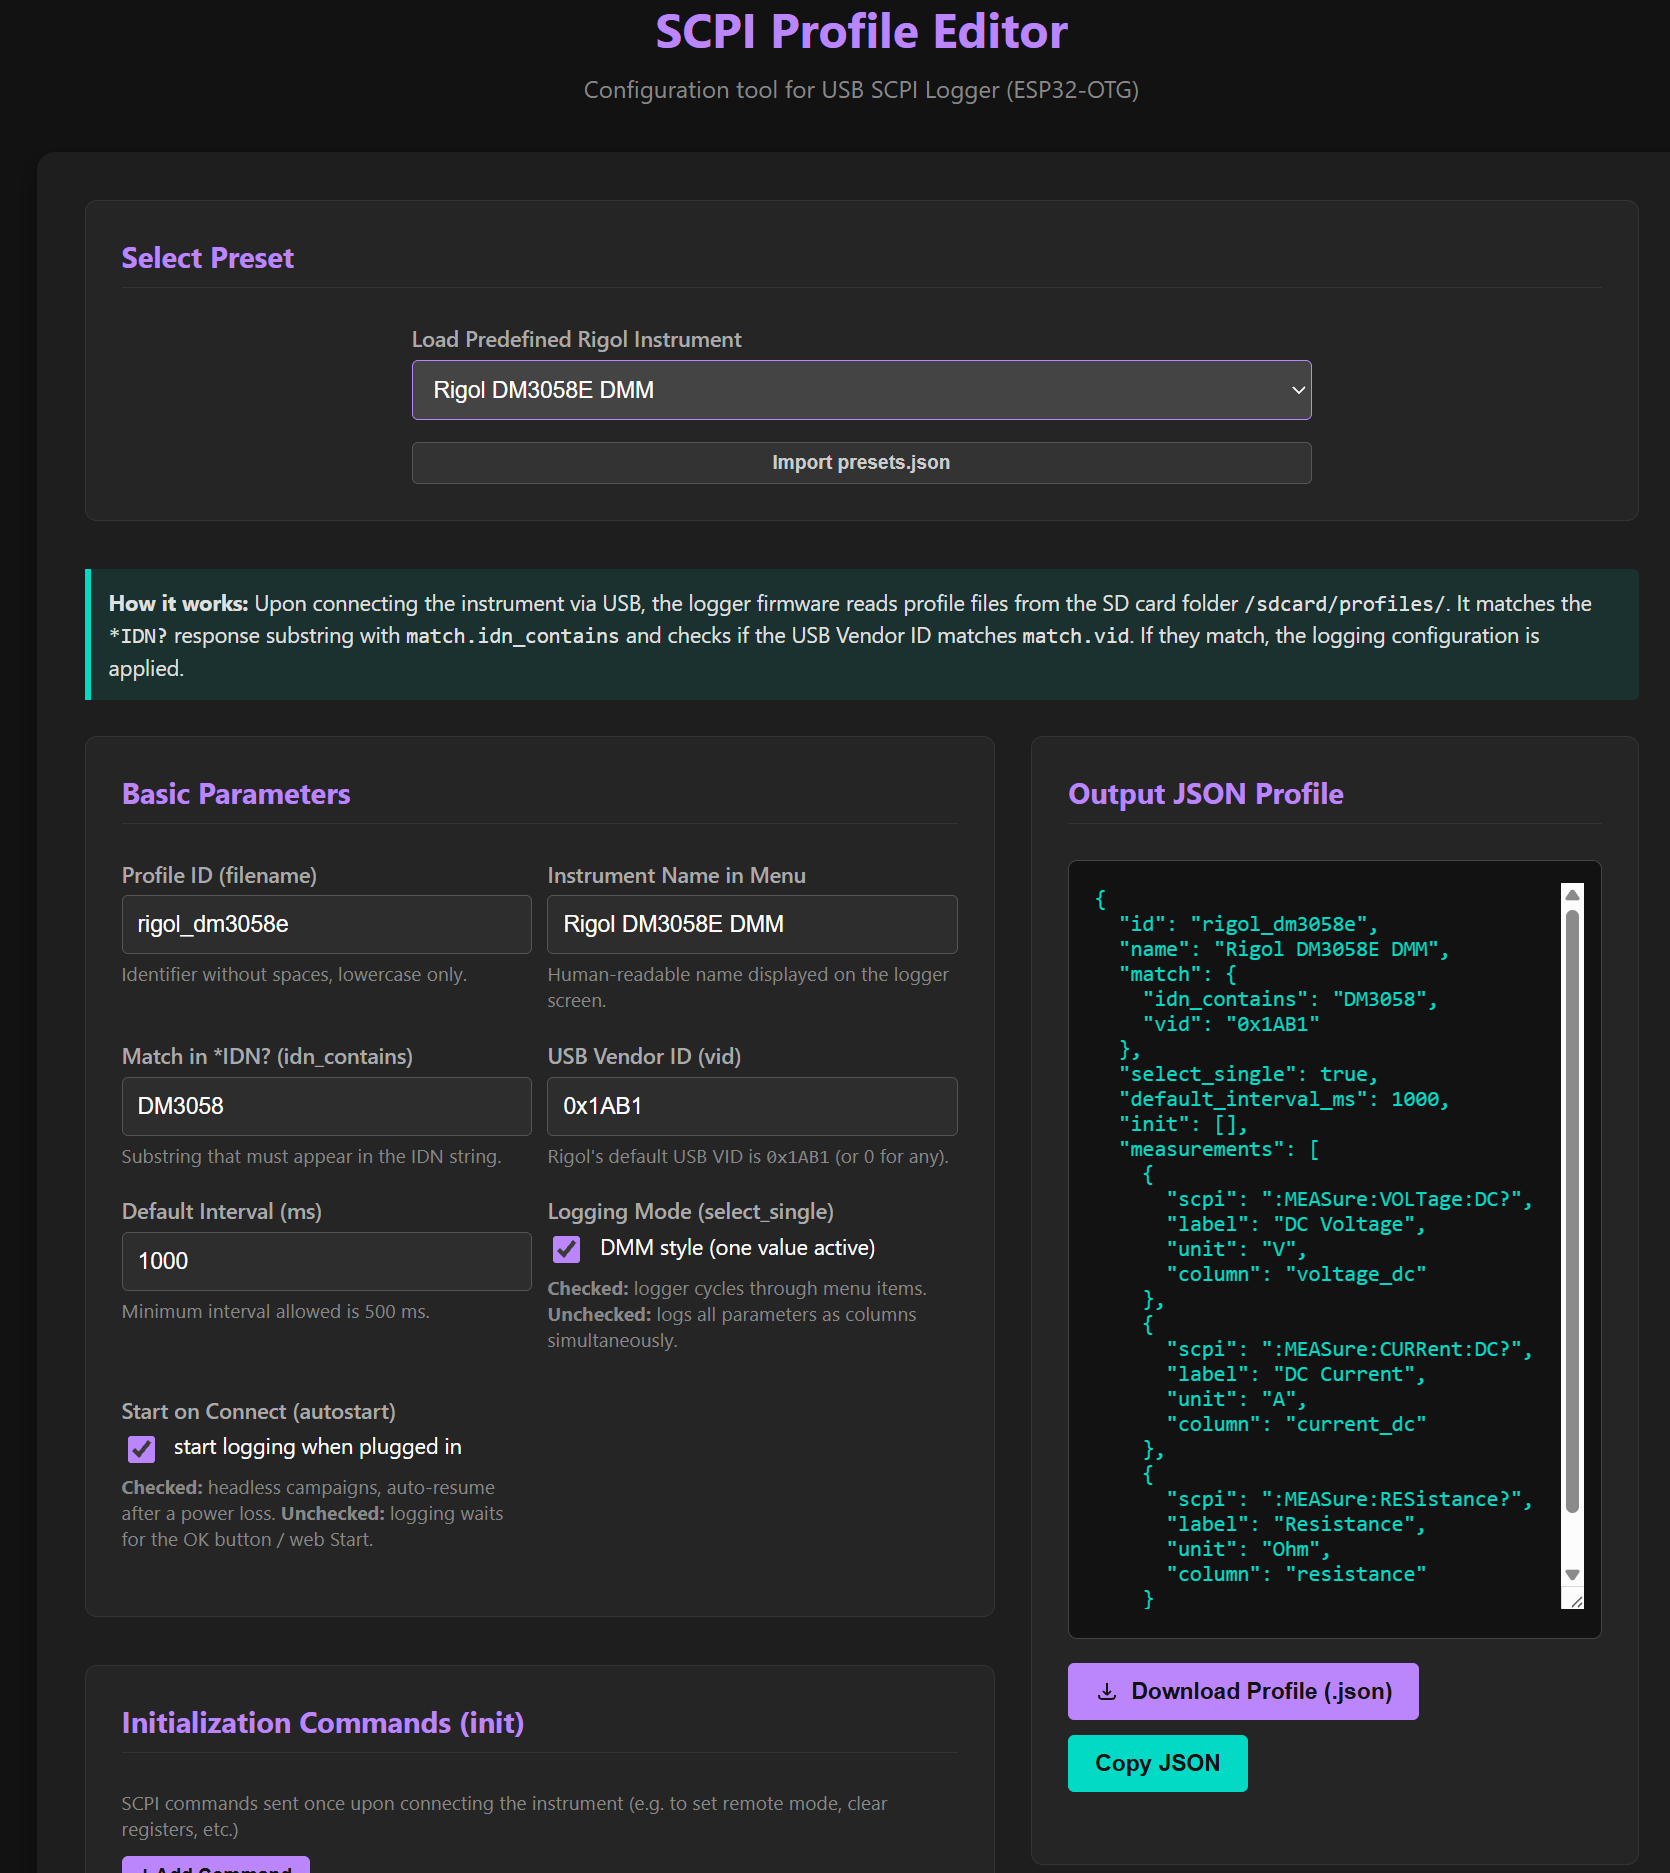 SCPI Profile Editor
Configuration tool for USB SCPI Logger (ESP32-OTG)
Select Preset
Load Predefined Rigol Instrument
Rigol DM3058E DMM
Import presets.json
How it works: Upon connecting the instrument via USB, the logger firmware reads profile files from the SD card folder /sdcard/profiles/. It matches the
*IDN? response substring with match.idn_contains and checks if the USB Vendor ID matches match.vid. If they match, the logging configuration is
applied.
Basic Parameters
Profile ID (filename)
rigol_dm3058e
Identifier without spaces, lowercase only.
Instrument Name in Menu
Rigol DM3058E DMM
Human-readable name displayed on the logger
screen.
Match in *IDN? (idn_contains)
DM3058
Substring that must appear in the IDN string.
USB Vendor ID (vid)
0x1AB1
Rigol's default USB VID is 0x1AB1 (or 0 for any).
Default Interval (ms)
1000
Minimum interval allowed is 500 ms.
Logging Mode (select_single)
DMM style (one value active)
Checked: logger cycles through menu items.
Unchecked: logs all parameters as columns
simultaneously.
Start on Connect (autostart)
start logging when plugged in
Checked: headless campaigns, auto-resume
after a power loss. Unchecked: logging waits
for the OK button / web Start.
Initialization Commands (init)
SCPI commands sent once upon connecting the instrument (e.g. to set remote mode, clear
registers, etc.)
+ Add Command
Output JSON Profile
{
"id": "rigol_dm3058e",
"name": "Rigol DM3058E DMM",
"match": {
"idn_contains": "DM3058",
"vid": "0x1AB1"
},
"select_single": true,
"default_interval_ms": 1000,
"init": [],
"measurements": [
{
"scpi": ":MEASure:VOLTage:DC?",
"label": "DC Voltage",
"unit": "V",
"column": "voltage_dc"
},
{
"scpi": ":MEASure:CURRent:DC?",
"label": "DC Current",
"unit": "A",
"column": "current_dc"
},
{
"scpi": ":MEASure:RESistance?",
"label": "Resistance",
"unit": "Ohm",
"column": "resistance"
}
Download Profile (.json)
Copy JSON